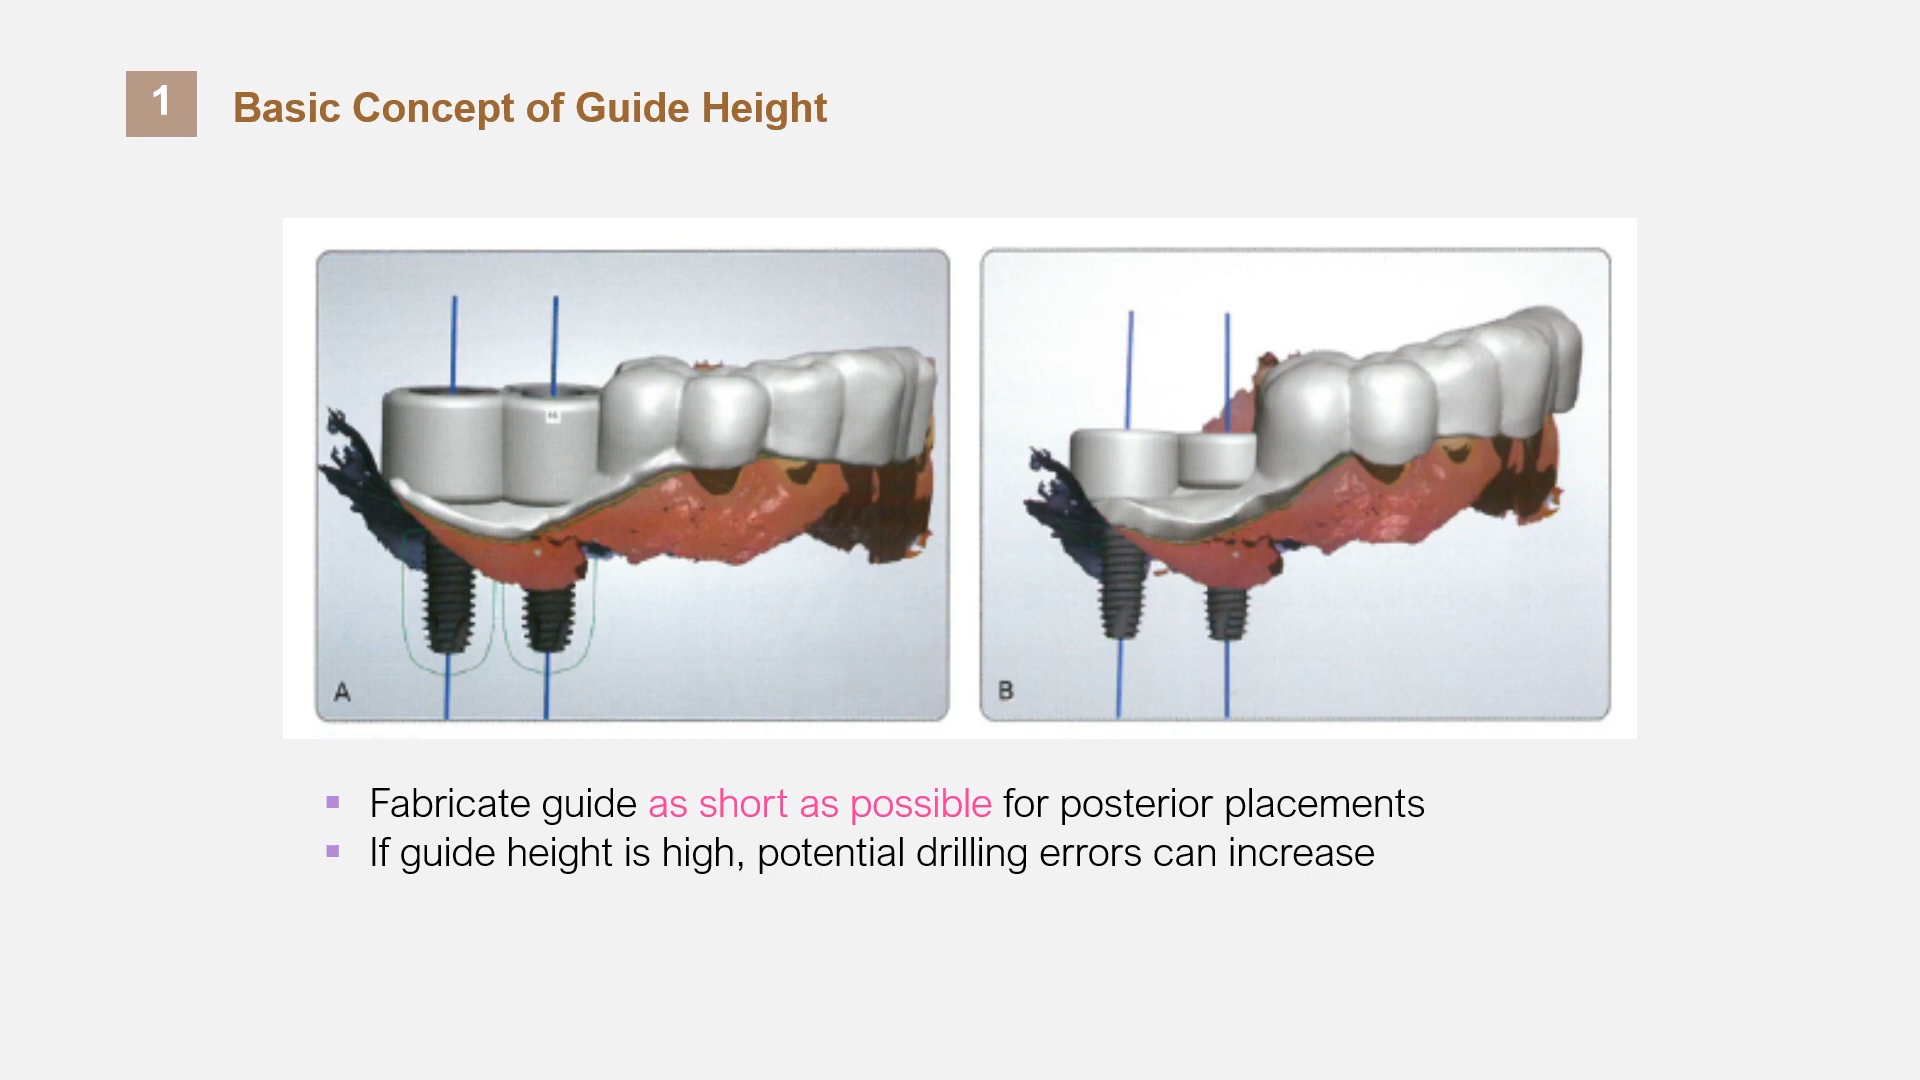 1
Basic Concept of Guide Height
A
B
Fabricate guide as short as possible for posterior placements
If guide height is high, potential drilling errors can increase